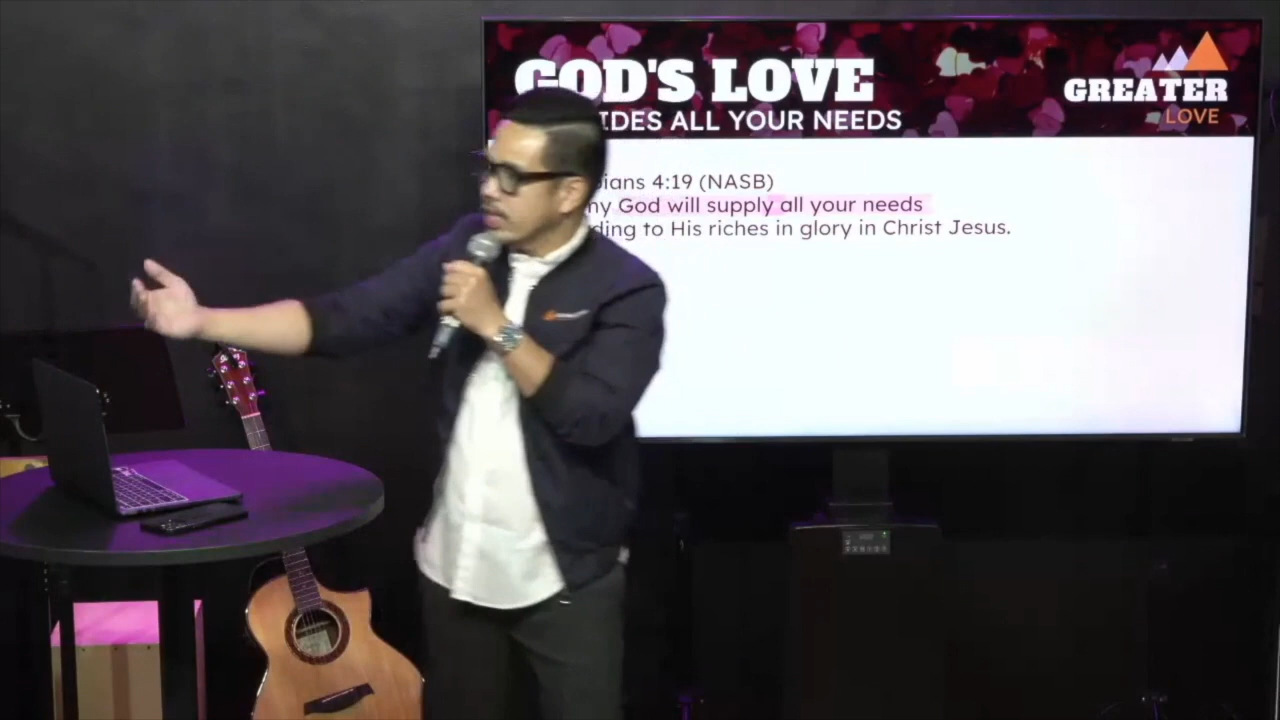 GOD'S LOVE
IDES ALL YOUR NEEDS
GREATER
LOVE
ians 4:19 (NASB)
my God will supply all your needs
ding to His riches in glory in Christ Jesus.